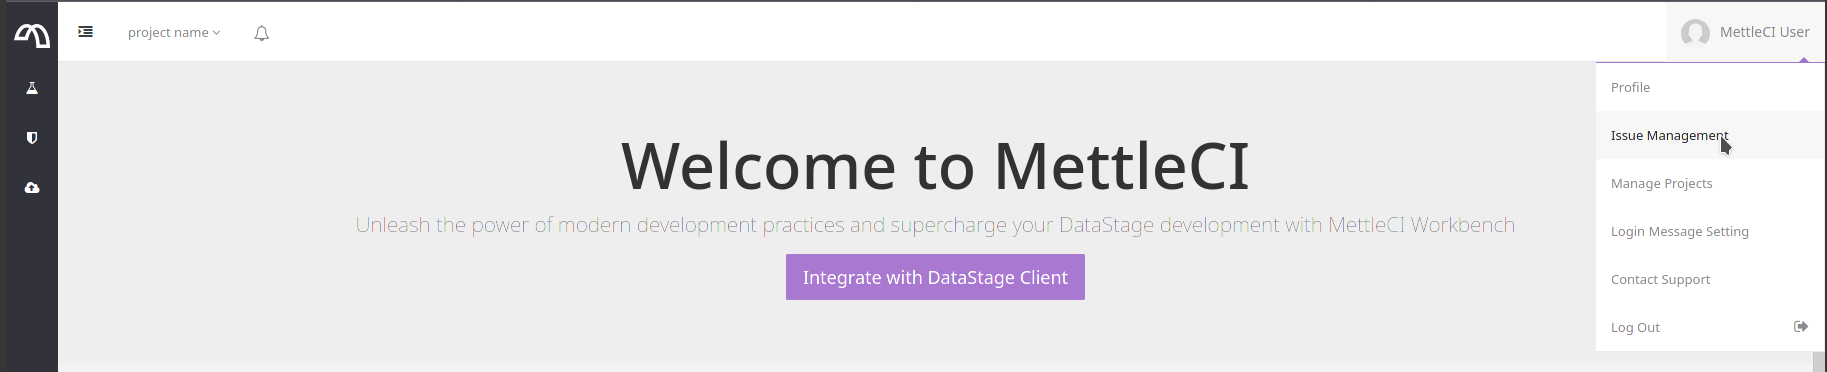 project name
MettleCI User
Profile
Issue Management
Manage Projects
Login Message Setting
Contact Support
Log Out
Welcome to MettleCI
Unleash the power of modern development practices and supercharge your DataStage development with MettleCI Workbench
Integrate with DataStage Client